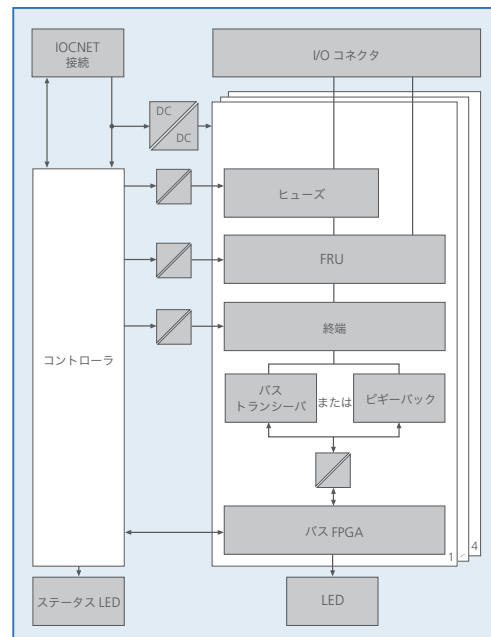 IOCNET
接続
I/O コネクタ
DC
DC
ヒューズ
FRU
終端
コントローラ
バス
トランシーバ
または
ピギーバック
バス FPGA
1
4
ステータス LED
LED